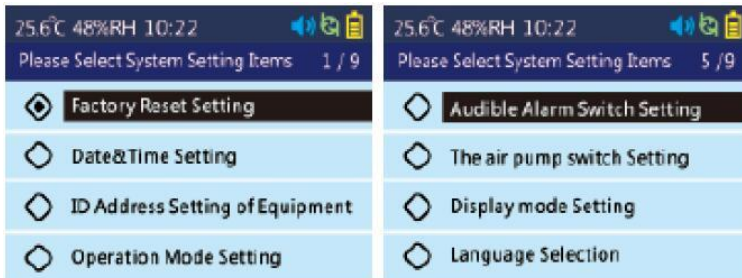 25.6℃ 48%RH 10:22
Please Select System Setting Items 1 / 9
Factory Reset Setting
Date&Time Setting
ID Address Setting of Equipment
Operation Mode Setting
25.6℃ 48%RH 10:22
Please Select System Setting Items 5 /9
Audible Alarm Switch Setting
The air pump switch Setting
Display mode Setting
Language Selection